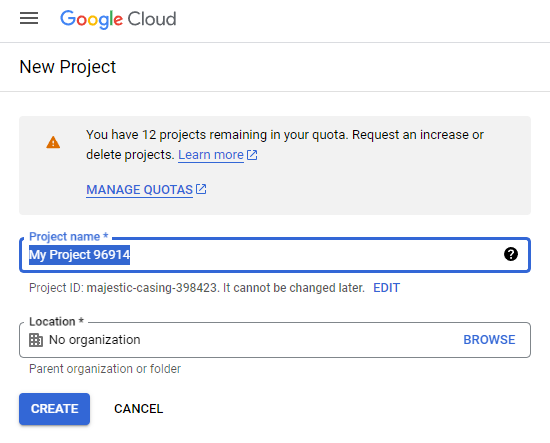 Google Cloud
New Project
You have 12 projects remaining in your quota. Request an increase or
delete projects. Learn more
MANAGE QUOTAS
Project name *
My Project 96914
Project ID: majestic-casing-398423. It cannot be changed later. EDIT
Location *
No organization BROWSE
Parent organization or folder
CREATE CANCEL